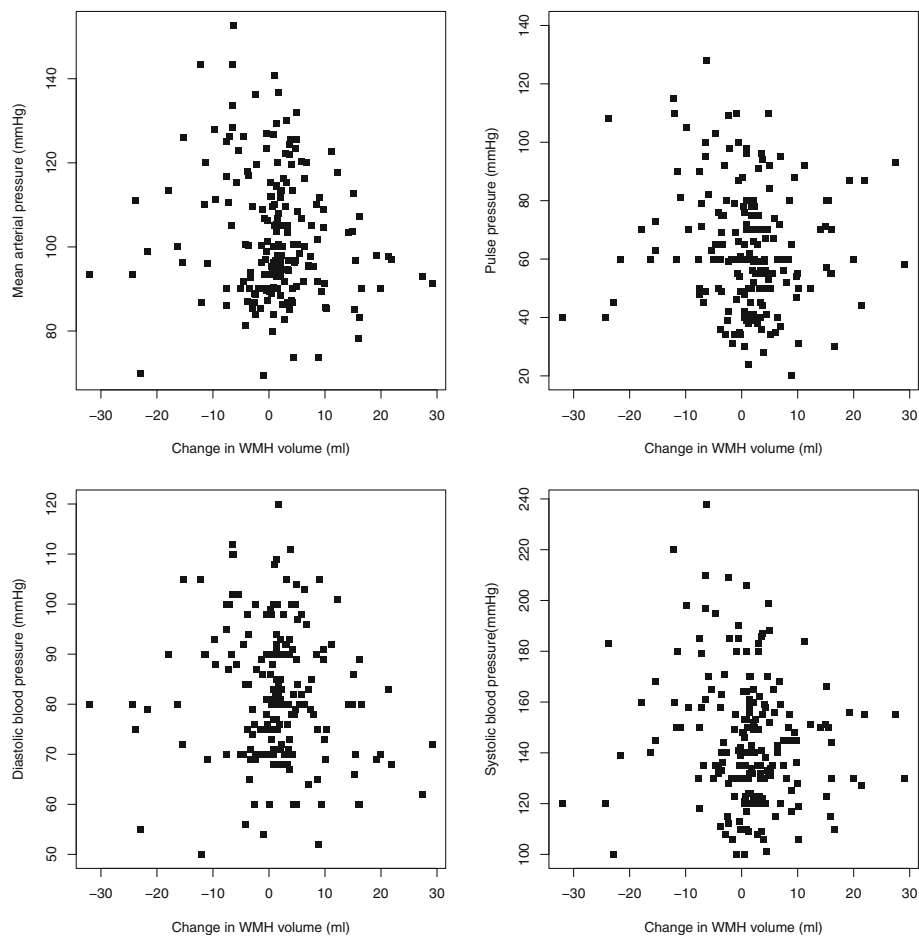 Mean arterial pressure (mmHg)
140
120
100
80
−30 −20 −10 0 10 20 30
Change in WMH volume (ml)
Pulse pressure (mmHg)
140
120
100
80
60
40
20
−30 −20 −10 0 10 20 30
Change in WMH volume (ml)
Diastolic blood pressure (mmHg)
120
110
100
90
80
70
60
50
−30 −20 −10 0 10 20 30
Change in WMH volume (ml)
Systolic blood pressure(mmHg)
240
220
200
180
160
140
120
100
−30 −20 −10 0 10 20 30
Change in WMH volume (ml)